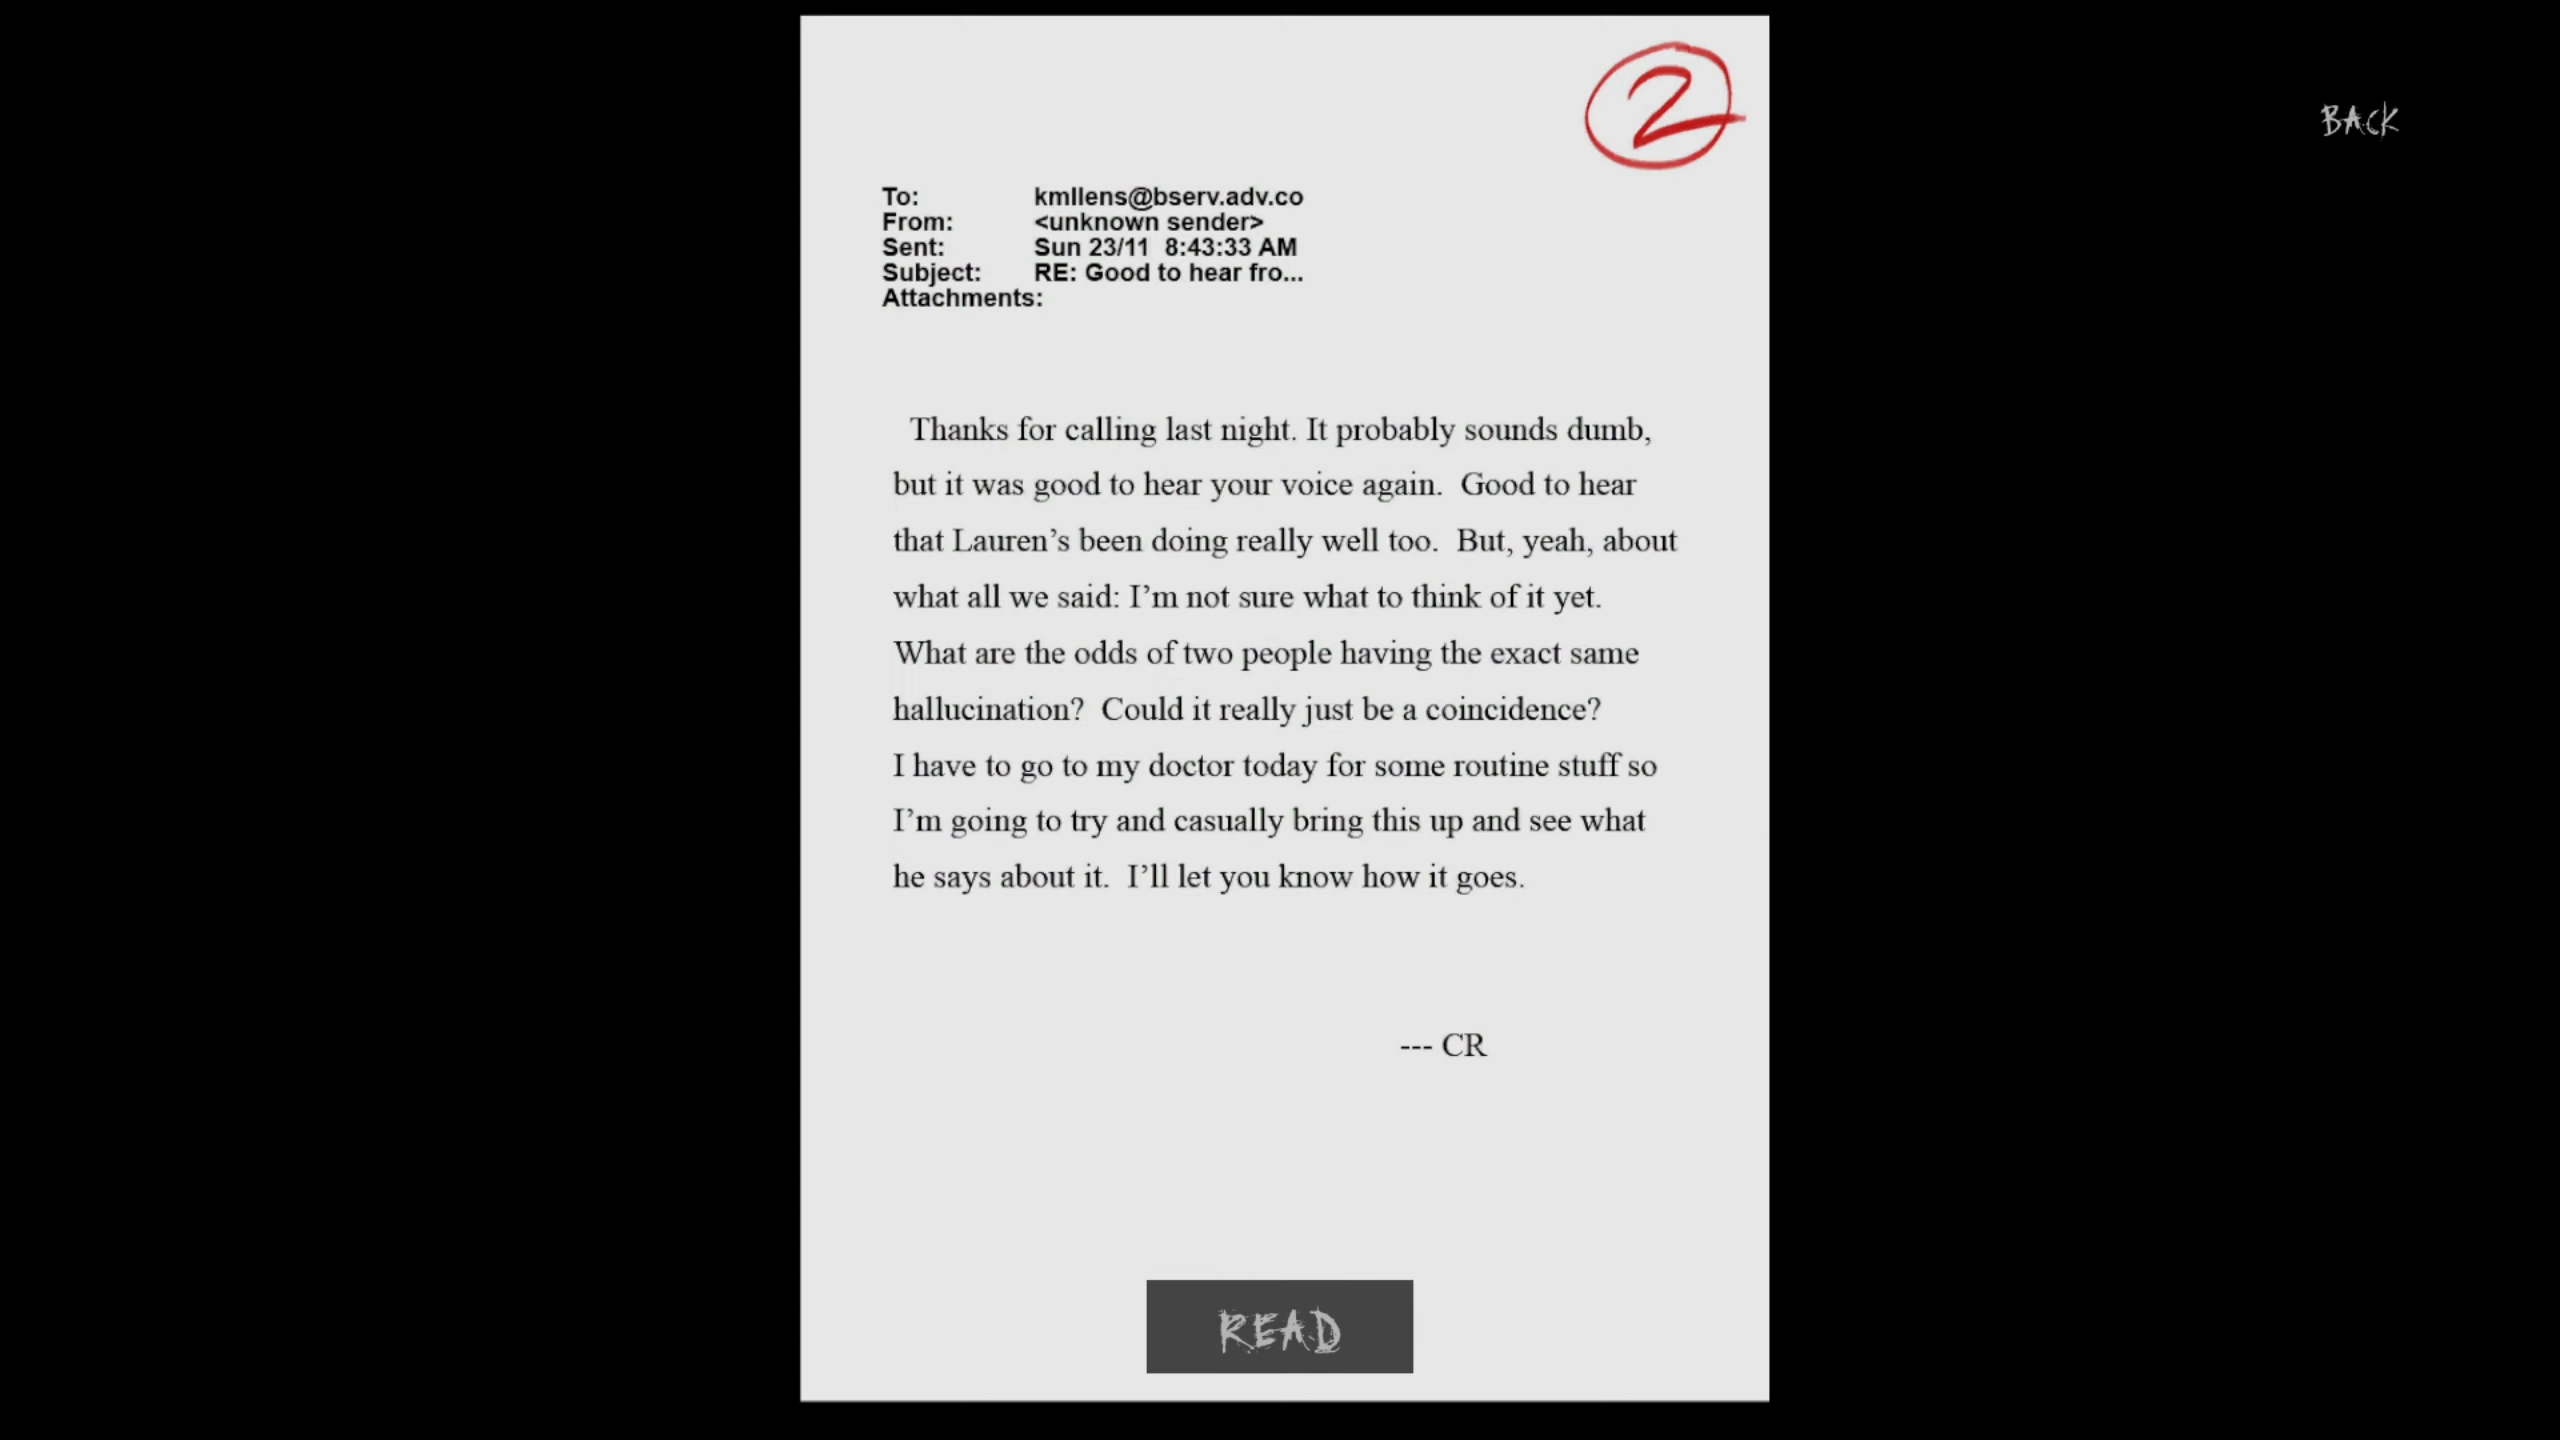 2
BACK
To: kmllens@bserv.adv.co
From: <unknown sender>
Sent: Sun 23/11  8:43:33 AM
Subject: RE: Good to hear fro...
Attachments:
Thanks for calling last night. It probably sounds dumb,
but it was good to hear your voice again.  Good to hear
that Lauren’s been doing really well too.  But, yeah, about
what all we said: I’m not sure what to think of it yet.
What are the odds of two people having the exact same
hallucination?  Could it really just be a coincidence?
I have to go to my doctor today for some routine stuff so
I’m going to try and casually bring this up and see what
he says about it.  I’ll let you know how it goes.
--- CR
READ